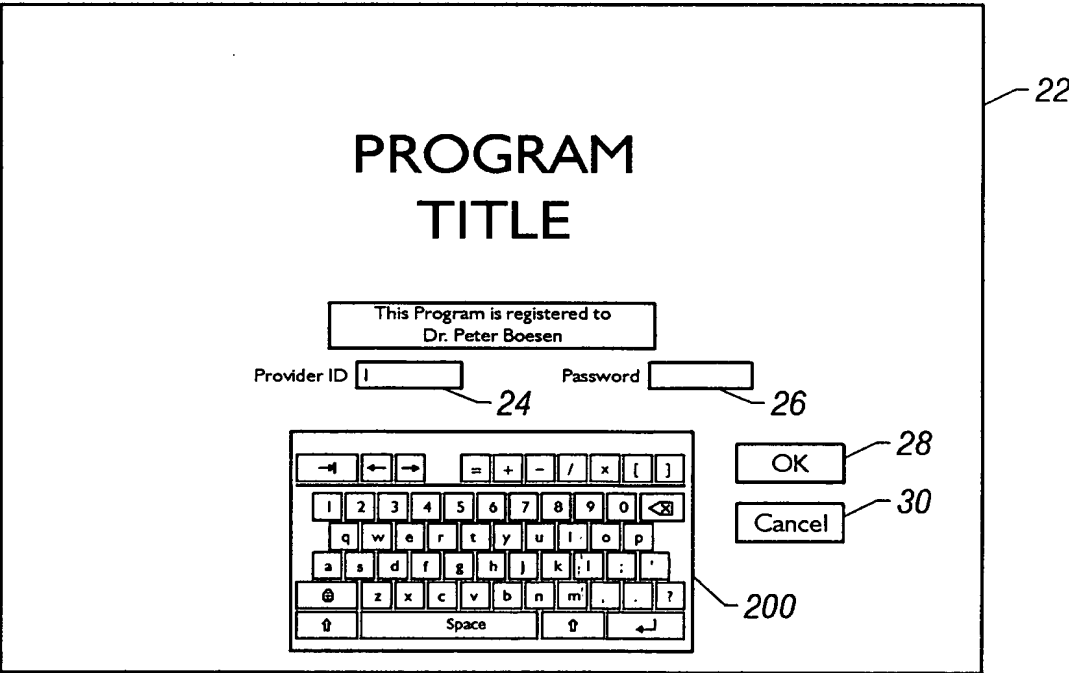 22
PROGRAM
TITLE
This Program is registered to
Dr. Peter Boesen
Provider ID 1
Password
24
26
= + - / x [ ]
1 2 3 4 5 6 7 8 9 0
q w e r t y u i o p
a s d f g h j k l ; '
z x c v b n m , . ?
Space
OK
28
Cancel
30
200